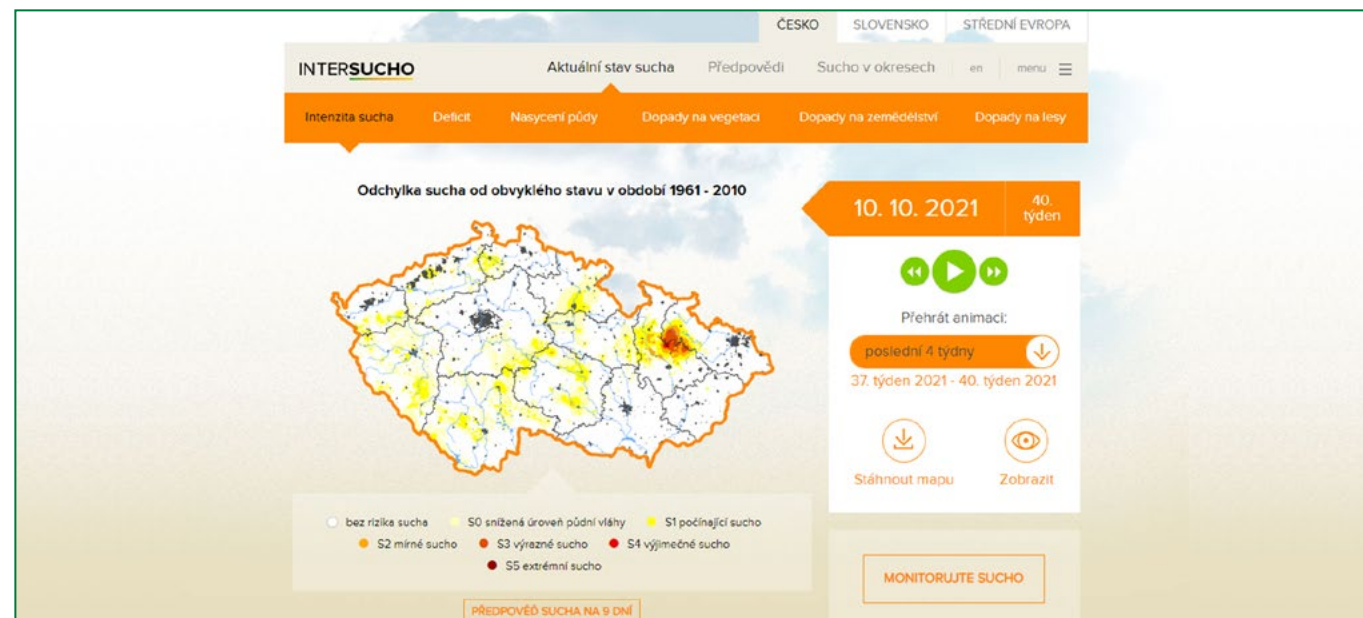 ČESKO SLOVENSKO STŘEDNÍ EVROPA
INTERSUCHO Aktuální stav sucha Předpovědi Sucho v okresech en menu
Intenzita sucha Deficit Nasycení půdy Dopady na vegetaci Dopady na zemědělství Dopady na lesy
Odchylka sucha od obvyklého stavu v období 1961 - 2010
10. 10. 2021 40. týden
Přehrát animaci:
poslední 4 týdny
37. týden 2021 - 40. týden 2021
Stáhnout mapu Zobrazit
bez rizika sucha S0 snížená úroveň půdní vláhy S1 počínající sucho
S2 mírné sucho S3 výrazné sucho S4 výjimečné sucho
S5 extrémní sucho
MONITORUJTE SUCHO
PŘEDPOVĚĎ SUCHA NA 9 DNÍ